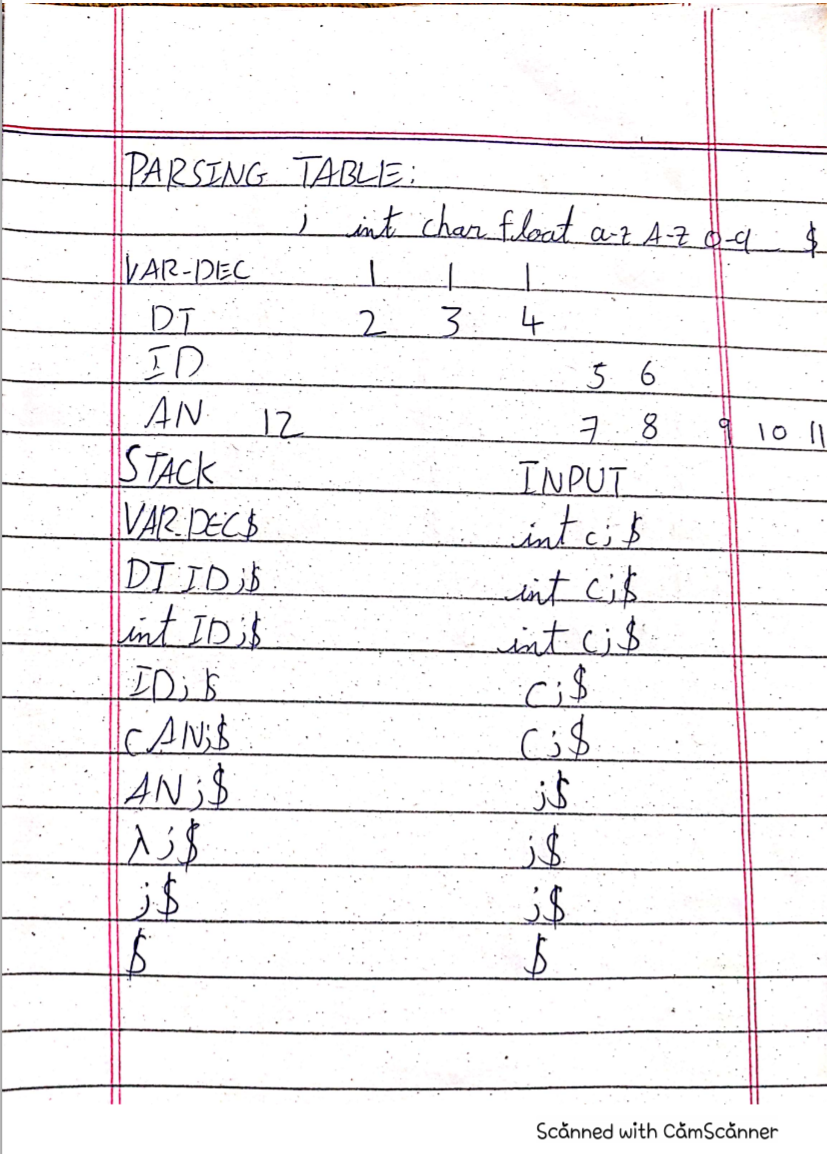 PARSING TABLE:
; int char float a-z A-Z 0-9 $
VAR-DEC 1 1 1
DT 2 3 4
ID 5 6
AN 12 7 8 9 10 11
STACK INPUT
VAR-DEC$ int c;$
DT ID;$ int c;$
int ID;$ int c;$
ID;$ c;$
cAN;$ c;$
AN;$ ;$
λ;$ ;$
;$ ;$
$ $
Scanned with CamScanner